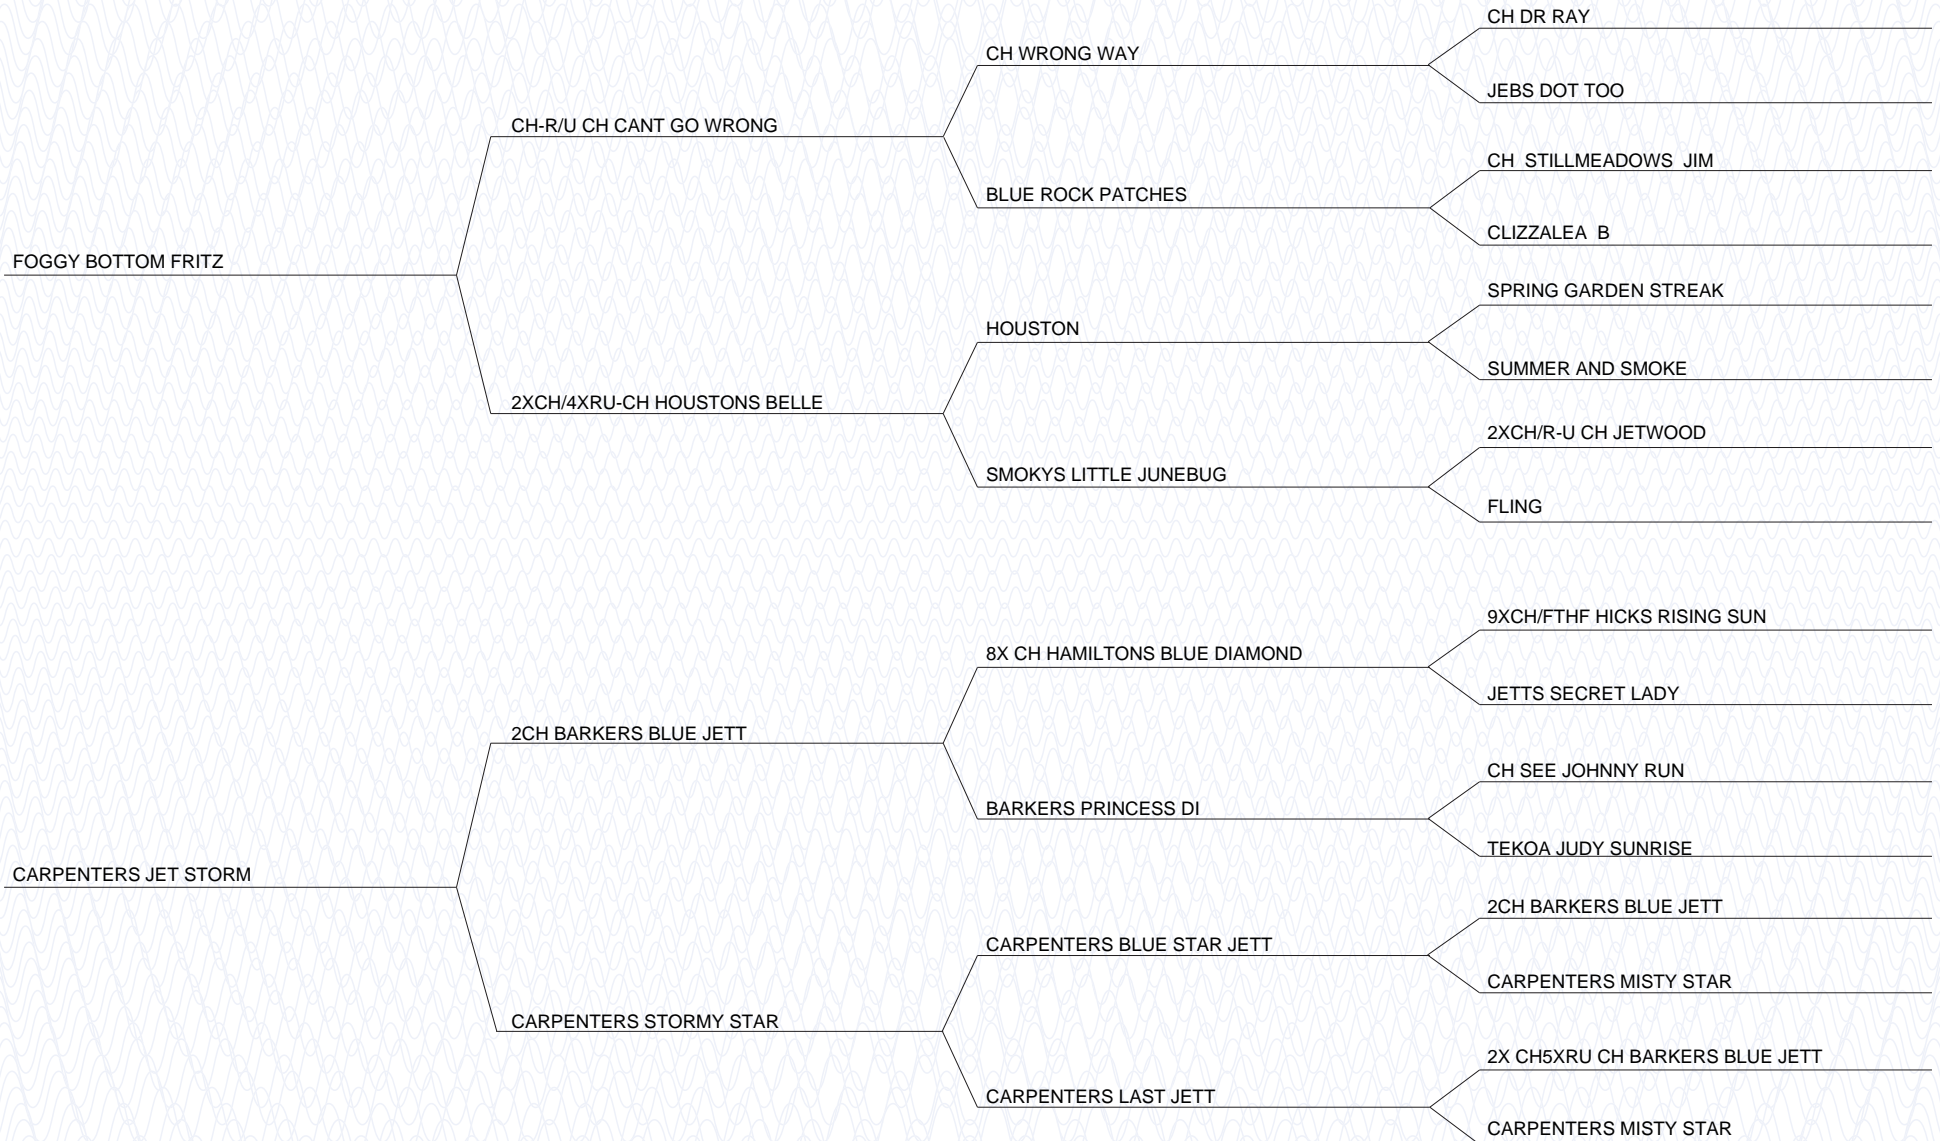 CH DR RAY
CH WRONG WAY
JEBS DOT TOO
CH-R/U CH CANT GO WRONG
CH  STILLMEADOWS  JIM
BLUE ROCK PATCHES
CLIZZALEA  B
FOGGY BOTTOM FRITZ
SPRING GARDEN STREAK
HOUSTON
SUMMER AND SMOKE
2XCH/4XRU-CH HOUSTONS BELLE
2XCH/R-U CH JETWOOD
SMOKYS LITTLE JUNEBUG
FLING
9XCH/FTHF HICKS RISING SUN
8X CH HAMILTONS BLUE DIAMOND
JETTS SECRET LADY
2CH BARKERS BLUE JETT
CH SEE JOHNNY RUN
BARKERS PRINCESS DI
TEKOA JUDY SUNRISE
CARPENTERS JET STORM
2CH BARKERS BLUE JETT
CARPENTERS BLUE STAR JETT
CARPENTERS MISTY STAR
CARPENTERS STORMY STAR
2X CH5XRU CH BARKERS BLUE JETT
CARPENTERS LAST JETT
CARPENTERS MISTY STAR